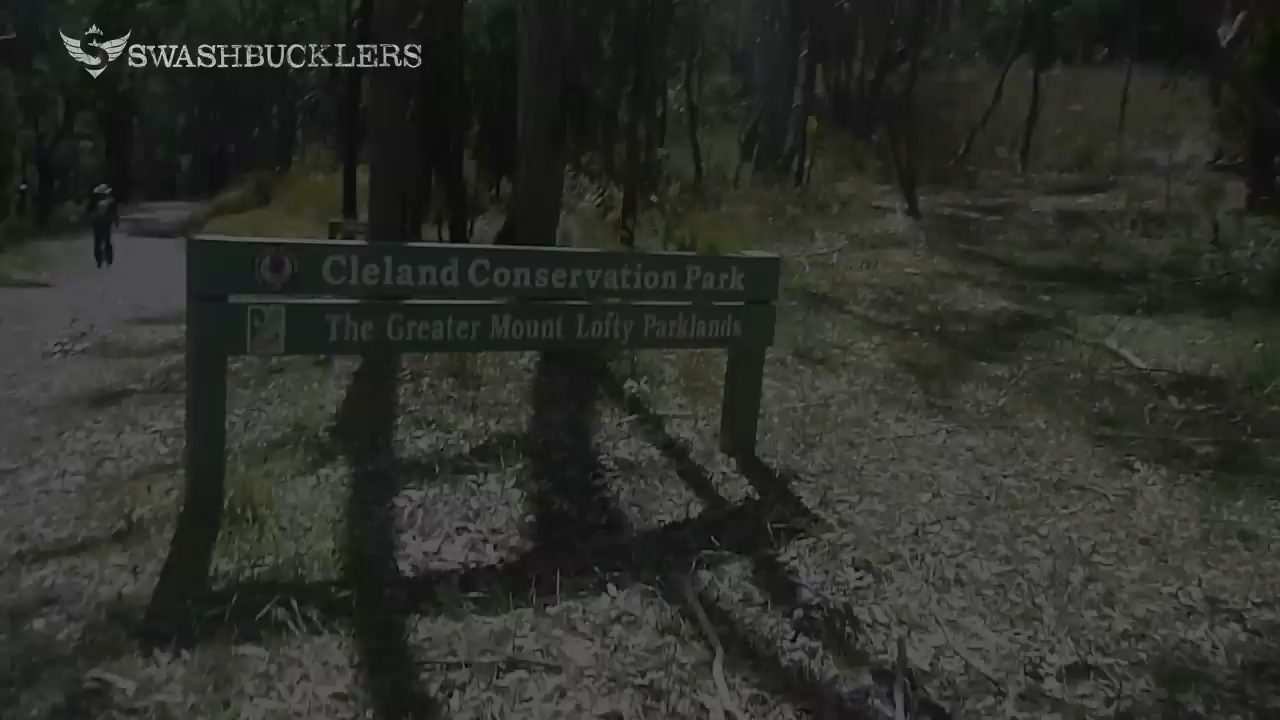 SWASHBUCKLERS
Cleland Conservation Park
The Greater Mount Lofty Parklands